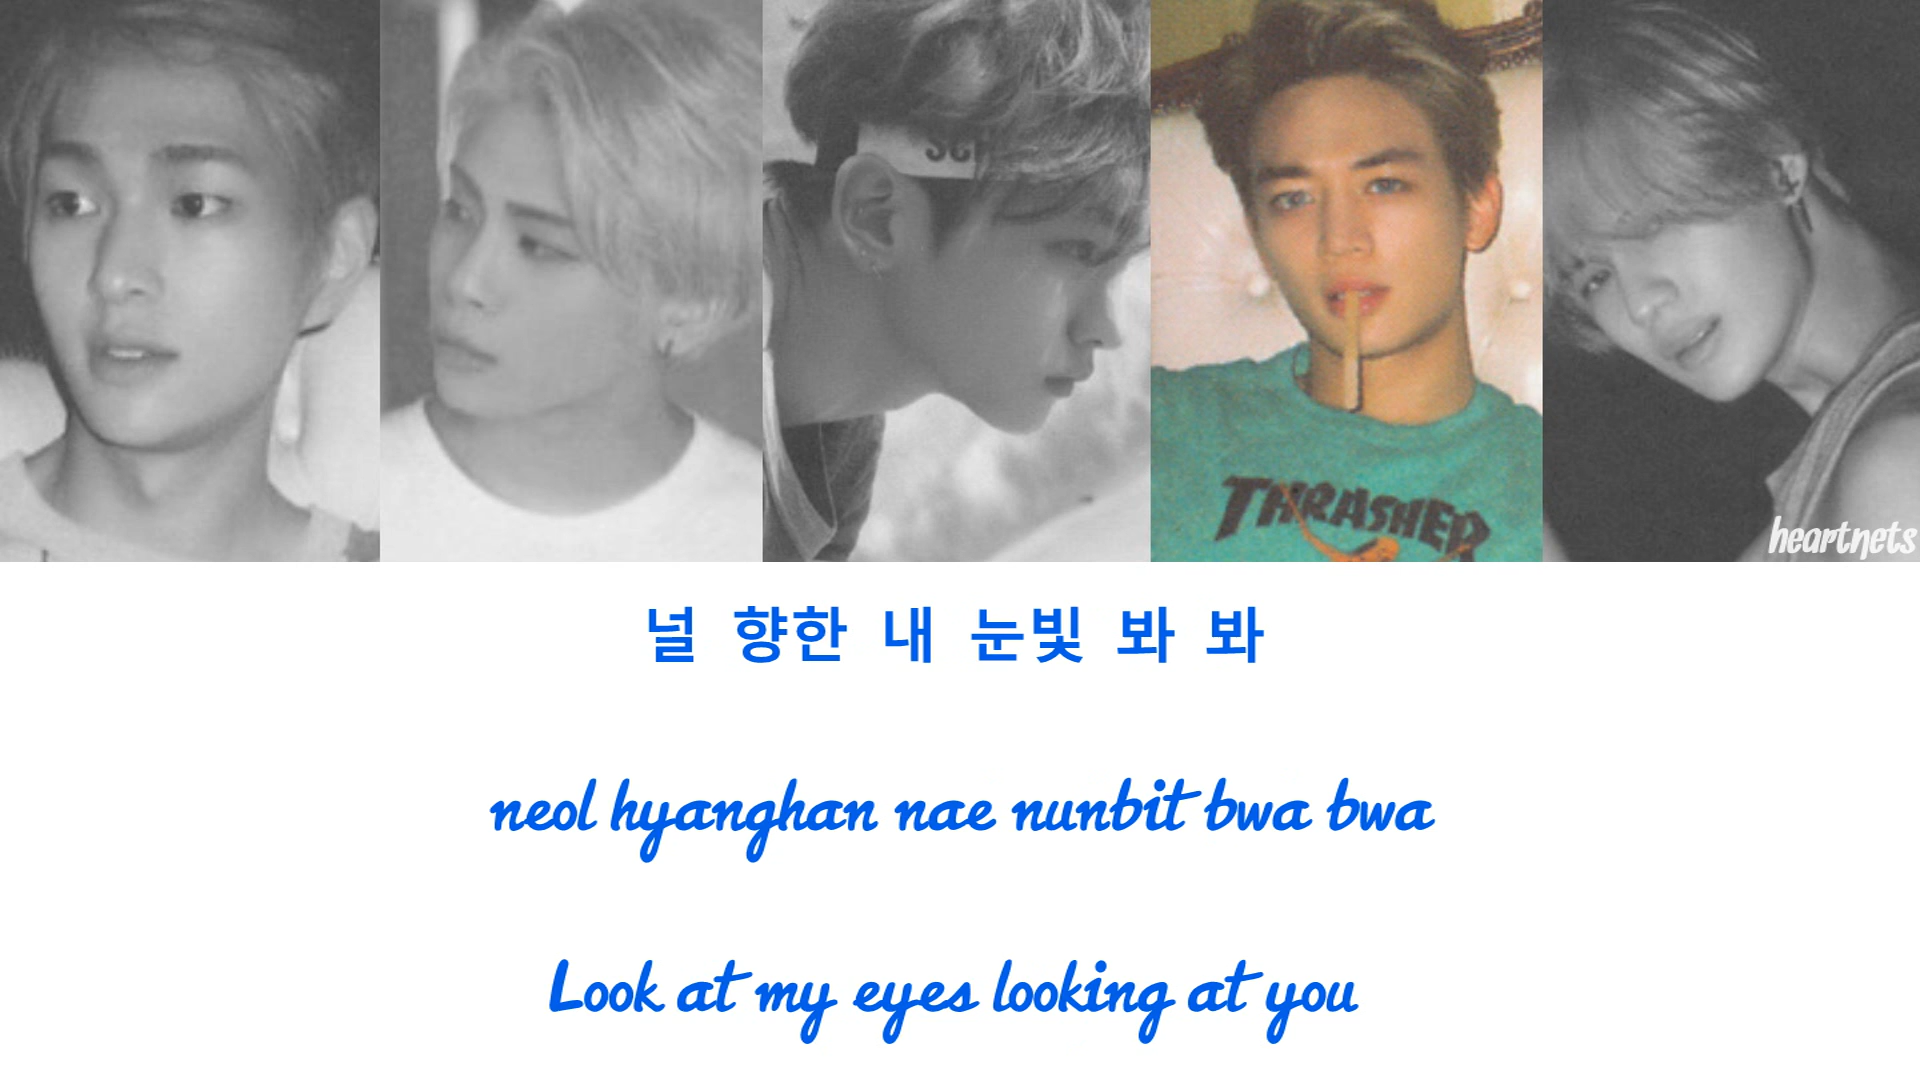 THRASHER
heartnets
널 향한 내 눈빛 봐 봐
neol hyanghan nae nunbit bwa bwa
Look at my eyes looking at you